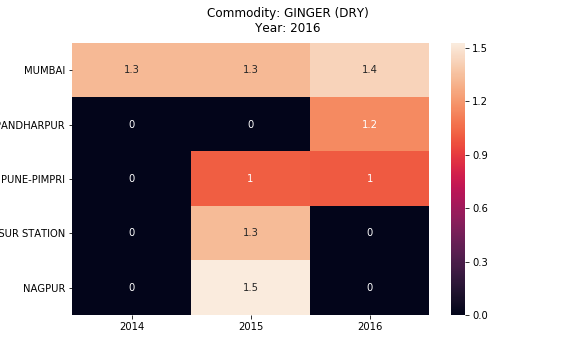 Commodity: GINGER (DRY)
Year: 2016
MUMBAI 1.3 1.3 1.4
PANDHARPUR 0 0 1.2
PUNE-PIMPRI 0 1 1
SUR STATION 0 1.3 0
NAGPUR 0 1.5 0
2014 2015 2016
1.5
1.2
0.9
0.6
0.3
0.0